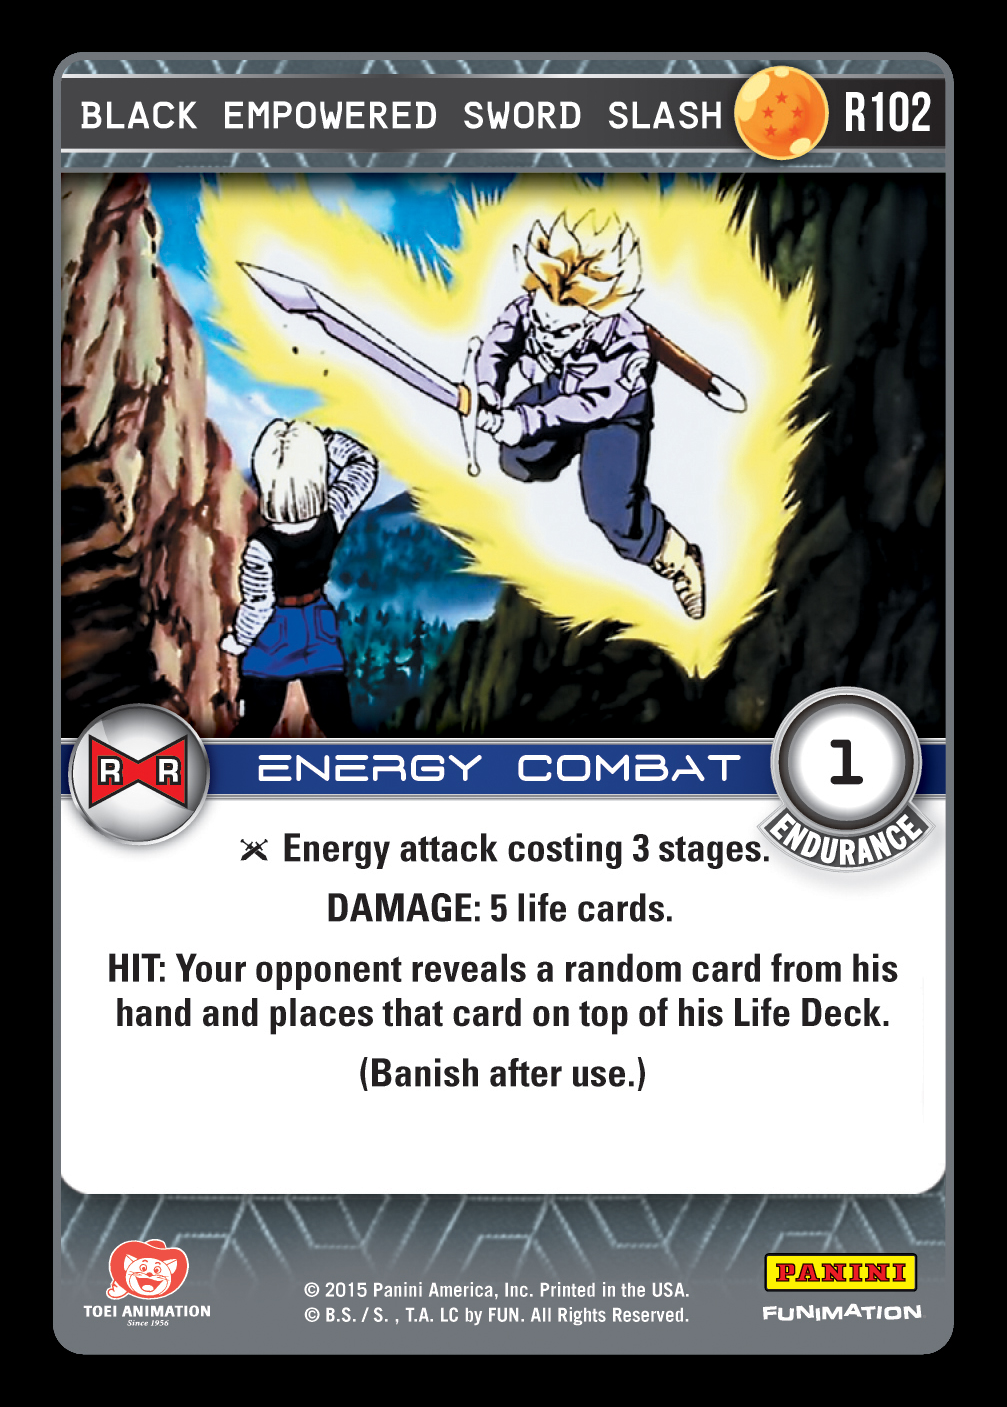 BLACK EMPOWERED SWORD SLASH R102
R R ENERGY COMBAT 1
ENDURANCE
Energy attack costing 3 stages.
DAMAGE: 5 life cards.
HIT: Your opponent reveals a random card from his
hand and places that card on top of his Life Deck.
(Banish after use.)
TOEI ANIMATION
Since 1956
© 2015 Panini America, Inc. Printed in the USA.
© B.S. / S. , T.A. LC by FUN. All Rights Reserved.
PANINI
FUNIMATION